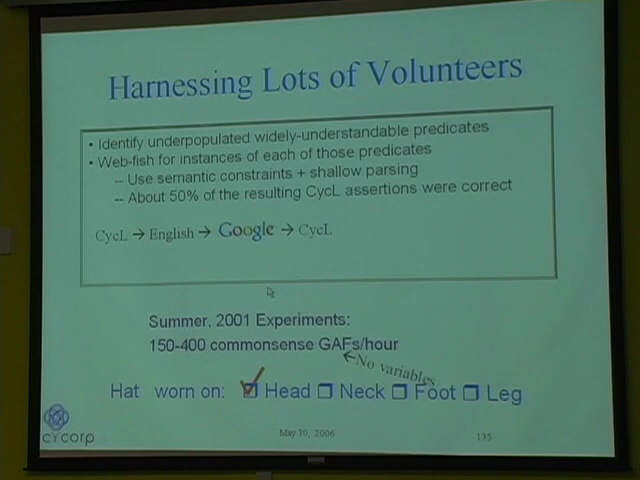 Harnessing Lots of Volunteers
• Identify underpopulated widely-understandable predicates
• Web-fish for instances of each of those predicates
-- Use semantic constraints + shallow parsing
-- About 50% of the resulting CycL assertions were correct
CycL → English → Google → CycL
Summer, 2001 Experiments:
150-400 commonsense GAFs/hour
No variables
Hat worn on: Head Neck Foot Leg
cycorp
May 30, 2006
135